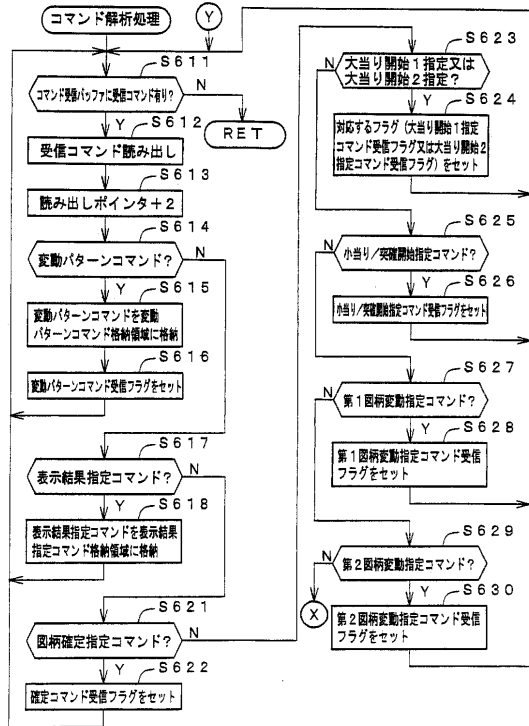 コマンド解析処理
Y
S611
コマンド受信バッファに受信コマンド有り?
N
RET
Y
S612
受信コマンド読み出し
S613
読み出しポインタ+2
S614
変動パターンコマンド?
N
Y
S615
変動パターンコマンドを変動
パターンコマンド格納領域に格納
S616
変動パターンコマンド受信フラグをセット
S617
表示結果指定コマンド?
N
Y
S618
表示結果指定コマンドを表示結果
指定コマンド格納領域に格納
S621
図柄確定指定コマンド?
N
Y
S622
確定コマンド受信フラグをセット
S623
大当り開始1指定又は
大当り開始2指定?
N
Y
S624
対応するフラグ(大当り開始1指定
コマンド受信フラグ又は大当り開始2
指定コマンド受信フラグ)をセット
S625
小当り/突確開始指定コマンド?
N
Y
S626
小当り/突確開始指定コマンド受信フラグをセット
S627
第1図柄変動指定コマンド?
N
Y
S628
第1図柄変動指定コマンド受信
フラグをセット
S629
第2図柄変動指定コマンド?
N
X
Y
S630
第2図柄変動指定コマンド受信
フラグをセット